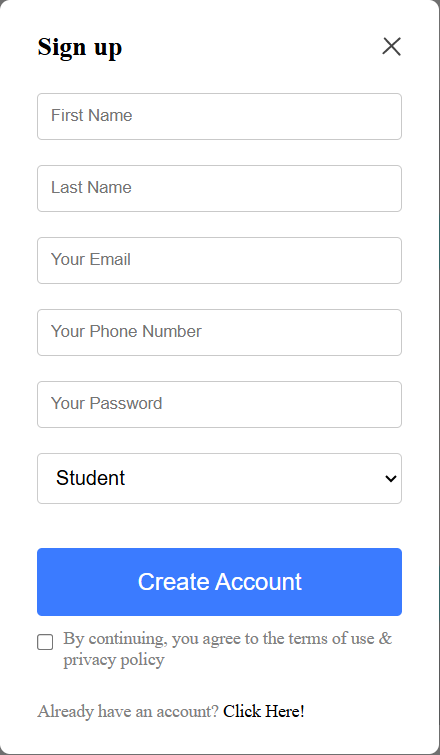 Sign up
First Name
Last Name
Your Email
Your Phone Number
Your Password
Student
Create Account
By continuing, you agree to the terms of use &
privacy policy
Already have an account? Click Here!